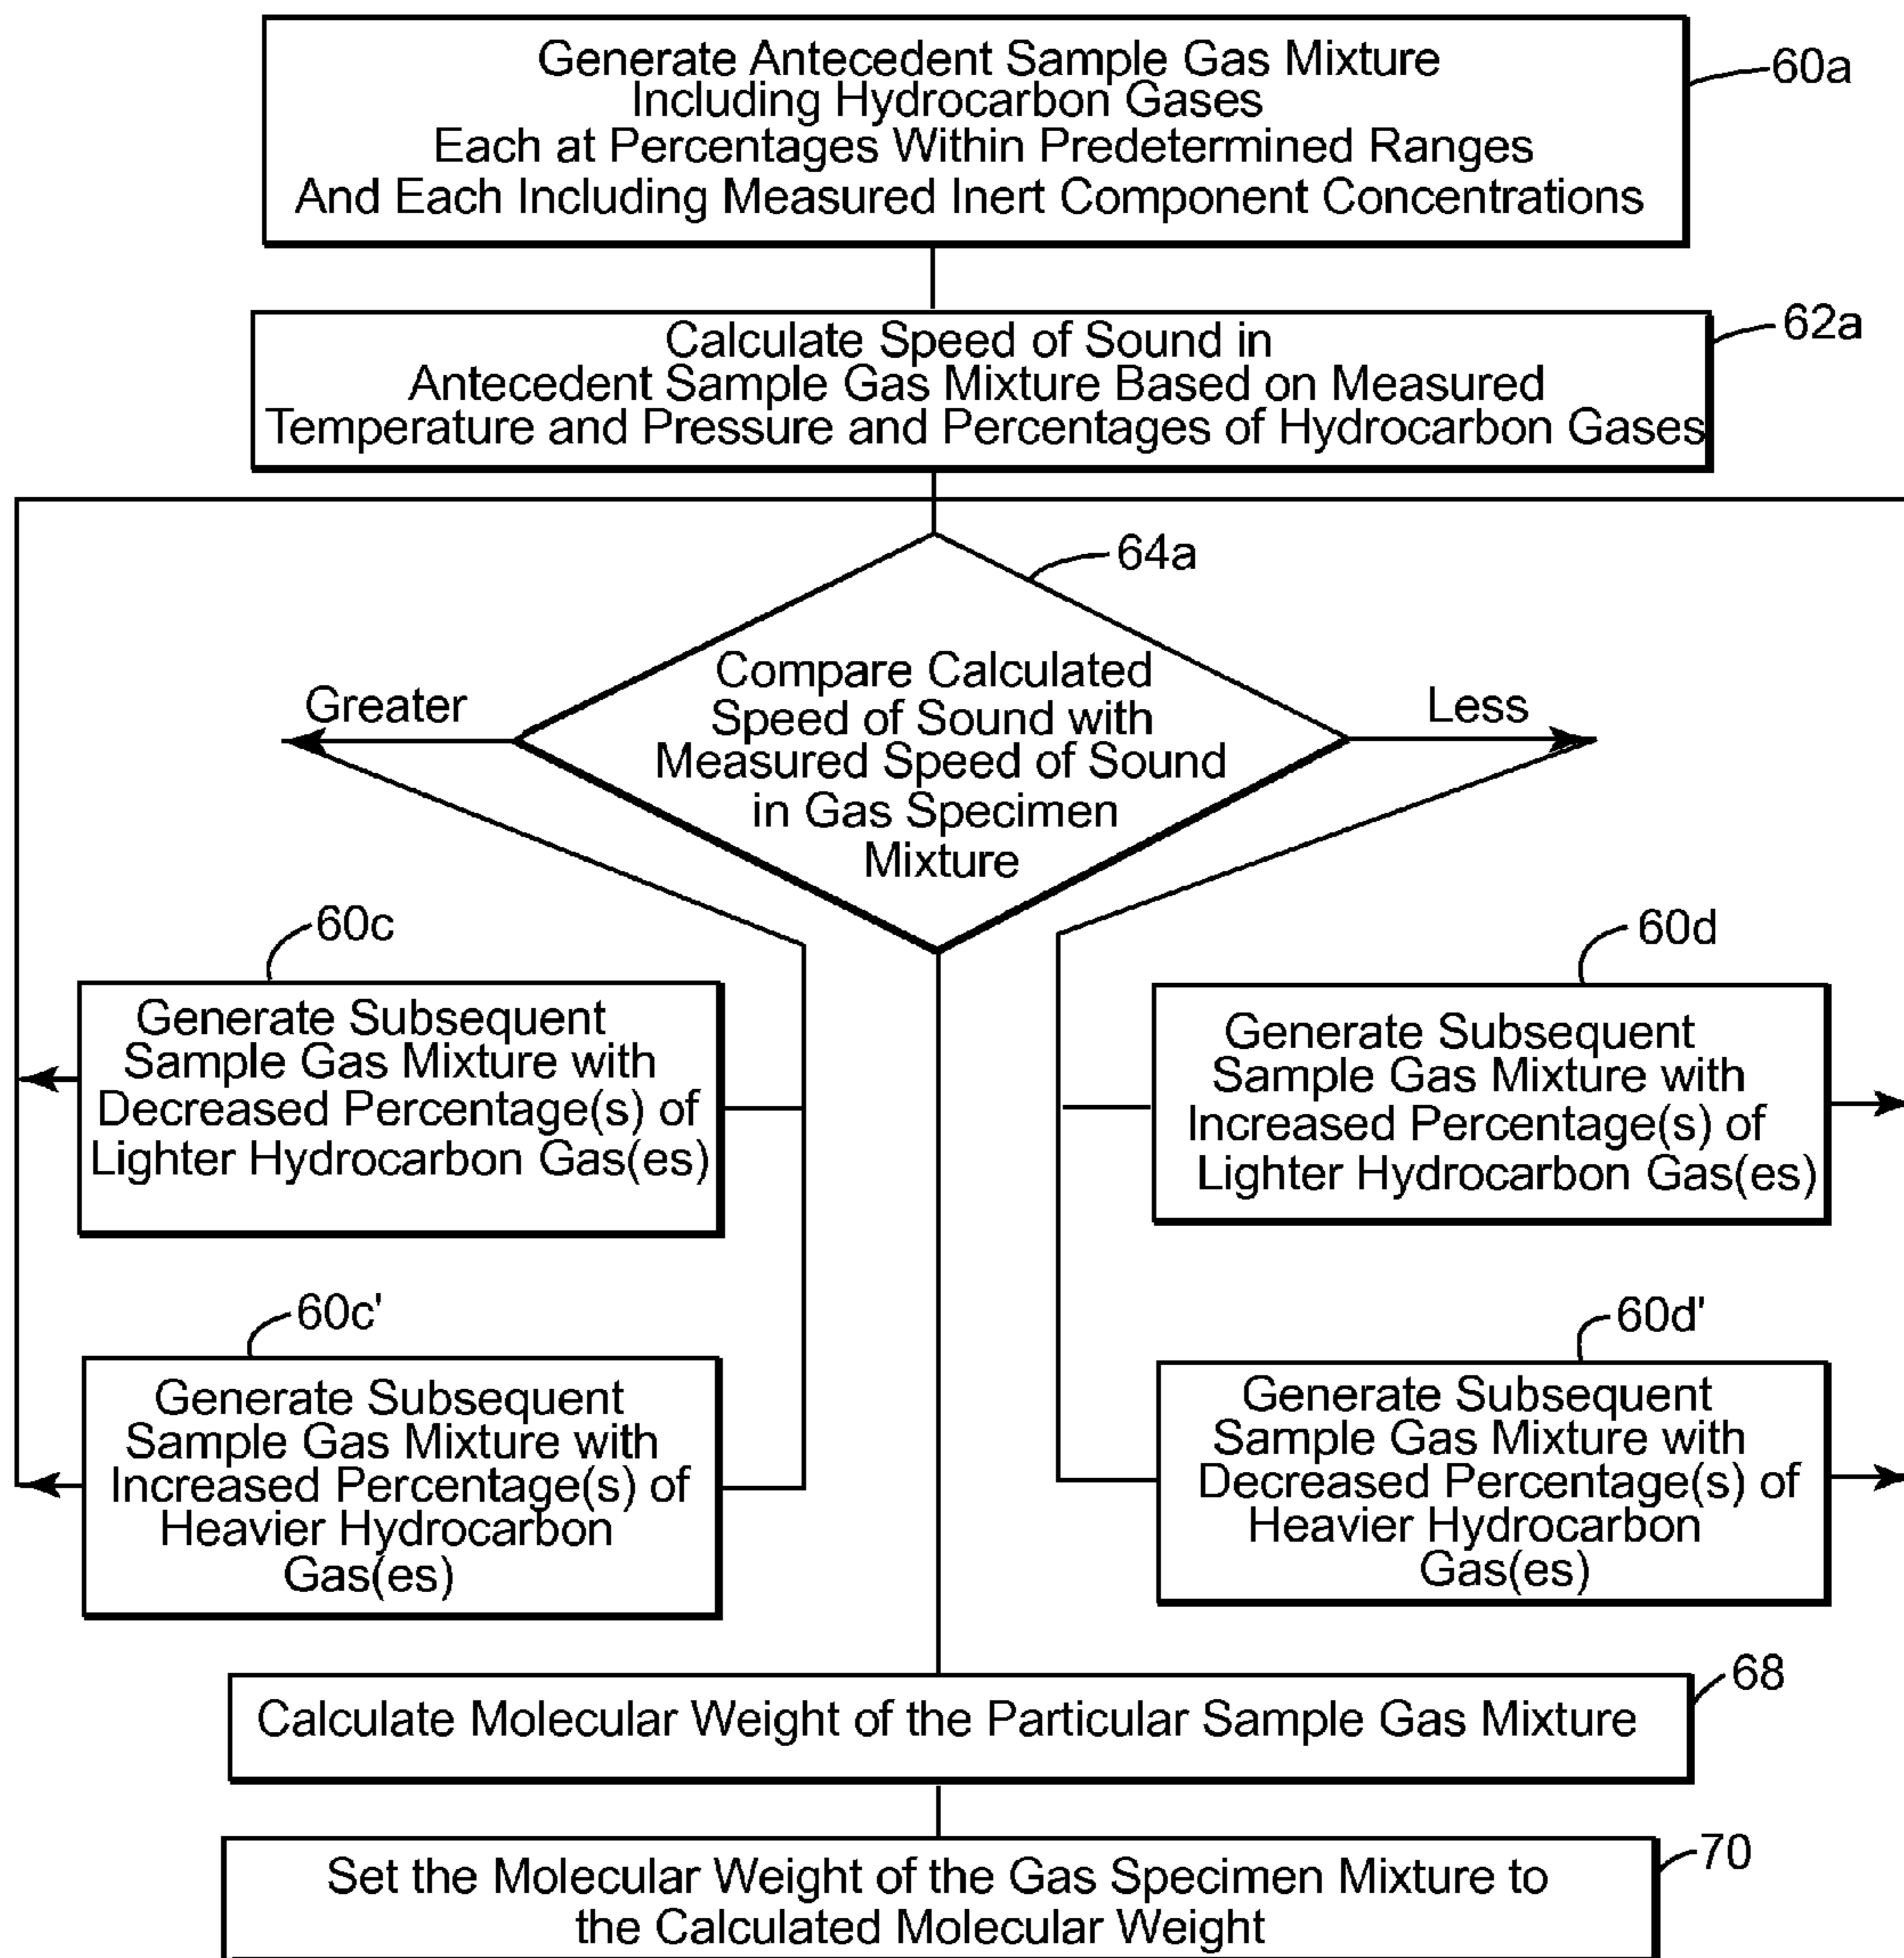 Generate Antecedent Sample Gas Mixture
Including Hydrocarbon Gases
Each at Percentages Within Predetermined Ranges
And Each Including Measured Inert Component Concentrations
60a
Calculate Speed of Sound in
Antecedent Sample Gas Mixture Based on Measured
Temperature and Pressure and Percentages of Hydrocarbon Gases
62a
64a
Compare Calculated
Speed of Sound with
Measured Speed of Sound
in Gas Specimen
Mixture
Greater
Less
60c
Generate Subsequent
Sample Gas Mixture with
Decreased Percentage(s) of
Lighter Hydrocarbon Gas(es)
60d
Generate Subsequent
Sample Gas Mixture with
Increased Percentage(s) of
Lighter Hydrocarbon Gas(es)
60c'
Generate Subsequent
Sample Gas Mixture with
Increased Percentage(s) of
Heavier Hydrocarbon
Gas(es)
60d'
Generate Subsequent
Sample Gas Mixture with
Decreased Percentage(s) of
Heavier Hydrocarbon
Gas(es)
68
Calculate Molecular Weight of the Particular Sample Gas Mixture
70
Set the Molecular Weight of the Gas Specimen Mixture to
the Calculated Molecular Weight